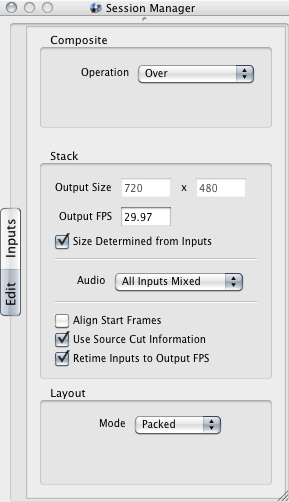 Session Manager
Composite
Operation Over
Stack
Output Size 720 x 480
Output FPS 29.97
Size Determined from Inputs
Audio All Inputs Mixed
Align Start Frames
Use Source Cut Information
Retime Inputs to Output FPS
Layout
Mode Packed
Inputs
Edit